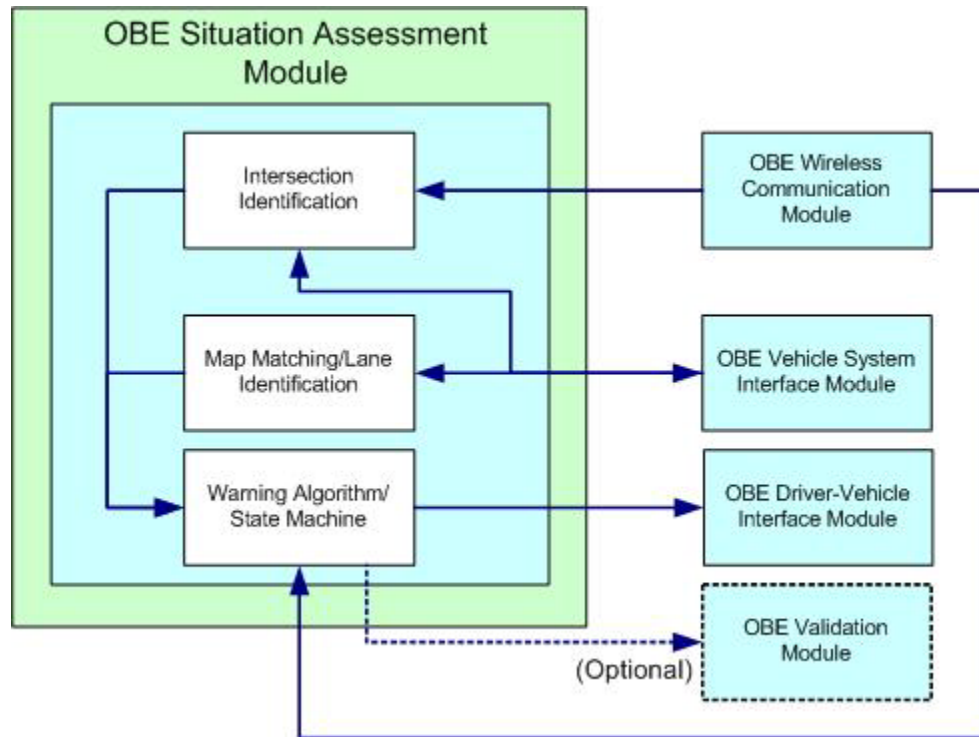 OBE Situation Assessment
Module
Intersection
Identification
OBE Wireless
Communication
Module
Map Matching/Lane
Identification
OBE Vehicle System
Interface Module
Warning Algorithm/
State Machine
OBE Driver-Vehicle
Interface Module
OBE Validation
Module
(Optional)